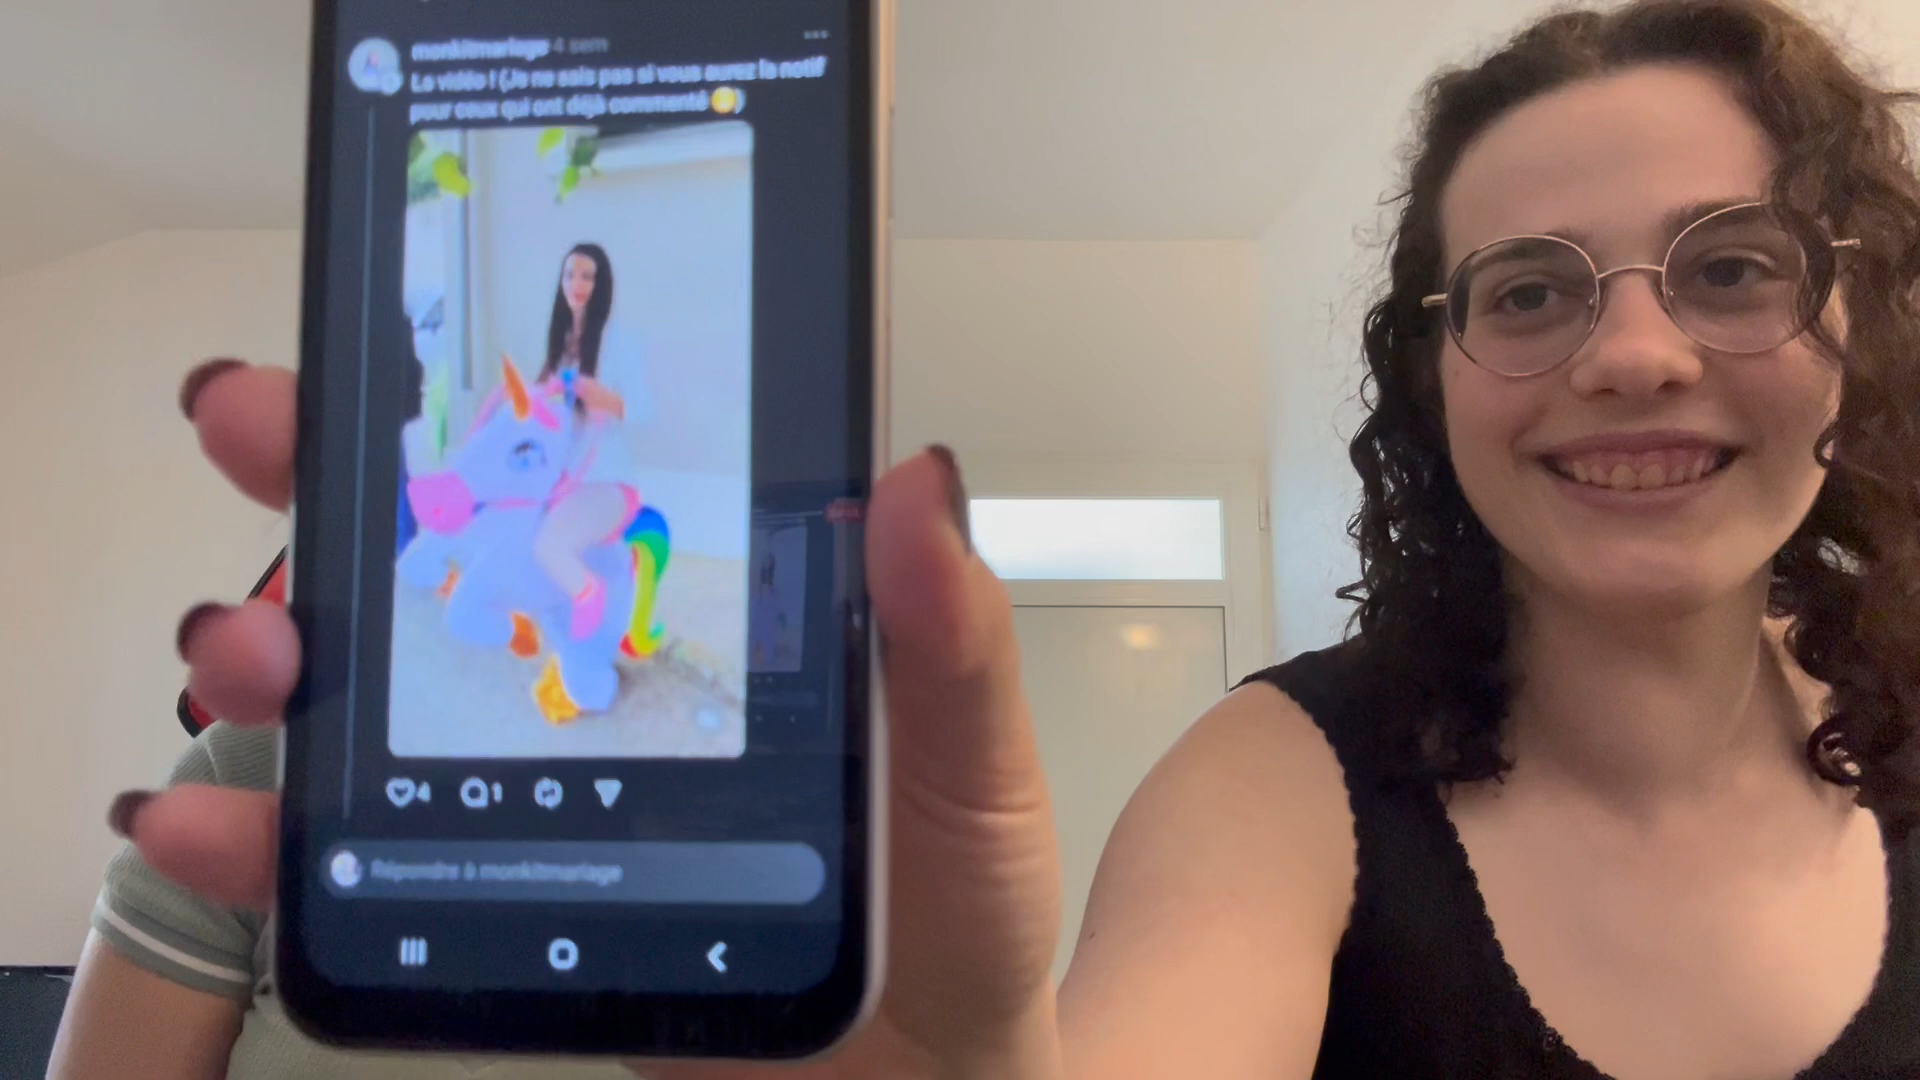 monkitmariage 4 sem
La vidéo ! (Je ne sais pas si vous aurez la notif
pour ceux qui ont déjà commenté 😅)
4 1
Répondre à monkitmariage